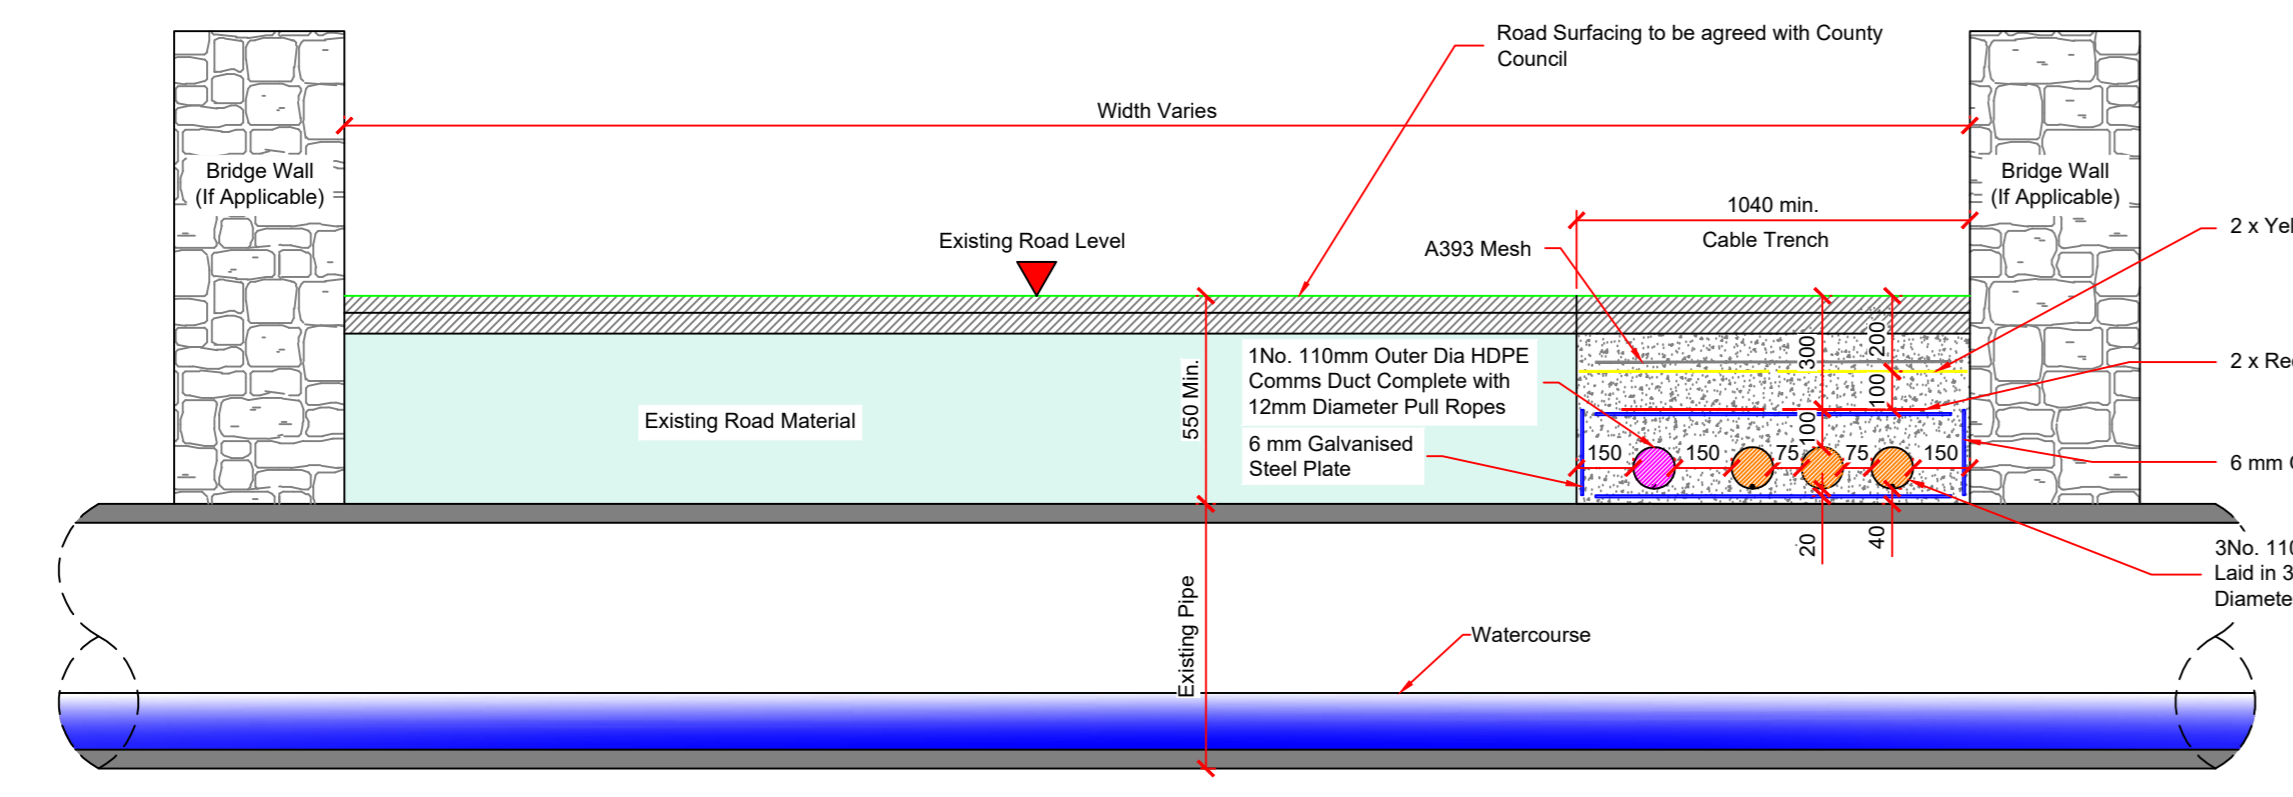 Road Surfacing to be agreed with County
Council
Width Varies
Bridge Wall
(If Applicable)
Bridge Wall
(If Applicable)
1040 min.
Cable Trench
Existing Road Level
A393 Mesh
2 x Yel
300
200
1No. 110mm Outer Dia HDPE
Comms Duct Complete with
12mm Diameter Pull Ropes
550 Min.
2 x Re
100
100
Existing Road Material
6 mm Galvanised
Steel Plate
150
150
75
75
150
6 mm
20
40
3No. 110
Laid in 3
Diamete
Existing Pipe
Watercourse